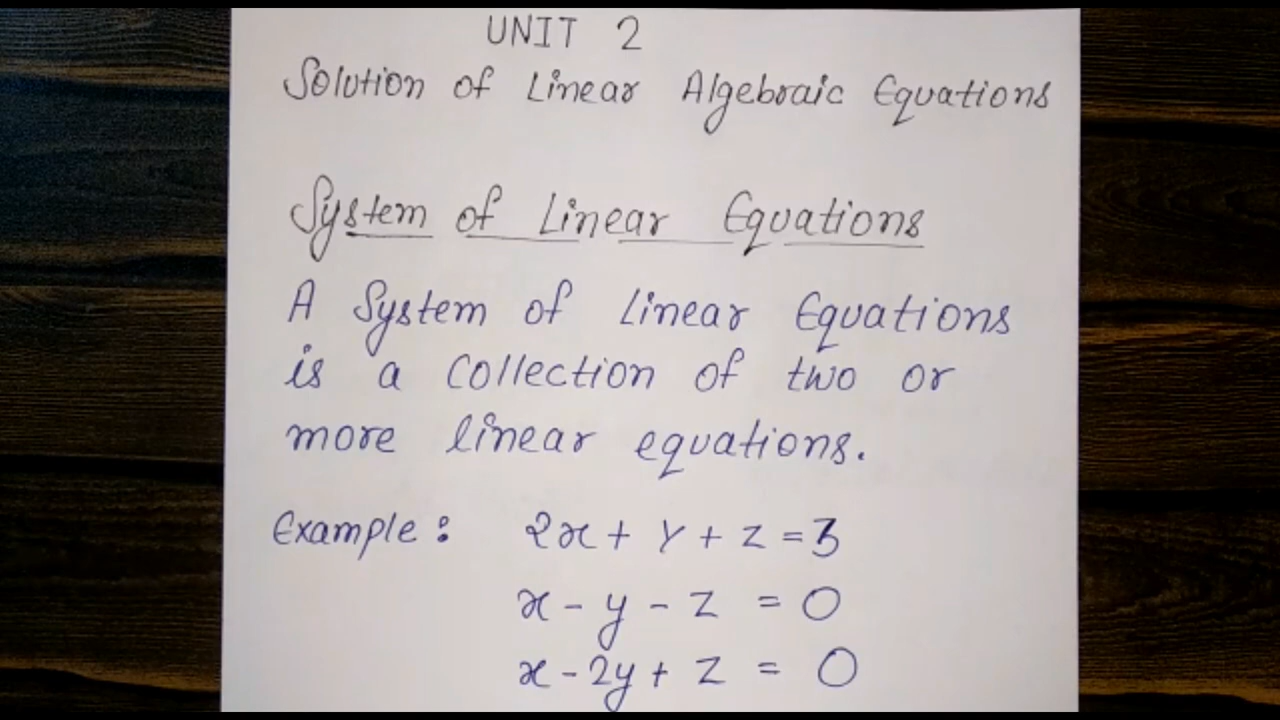 UNIT 2
Solution of Linear Algebraic Equations
System of Linear Equations
A System of Linear Equations
is a collection of two or
more linear equations.
Example : 2x + y + z = 3
x - y - z = 0
x - 2y + z = 0